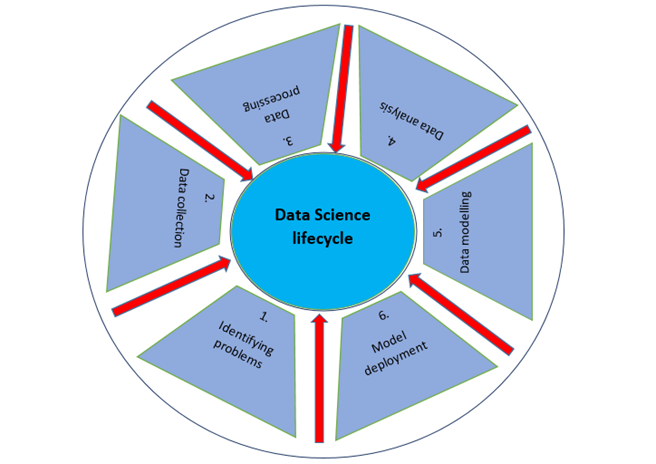 Data Science
lifecycle
1.
Identifying
problems
2.
Data collection
3.
Data
processing
4.
Data analysis
5.
Data modelling
6.
Model
deployment